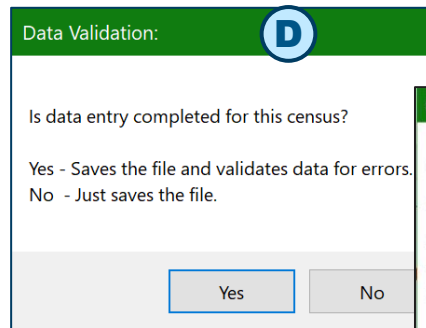 Data Validation:
D
Is data entry completed for this census?
Yes - Saves the file and validates data for errors.
No - Just saves the file.
Yes
No